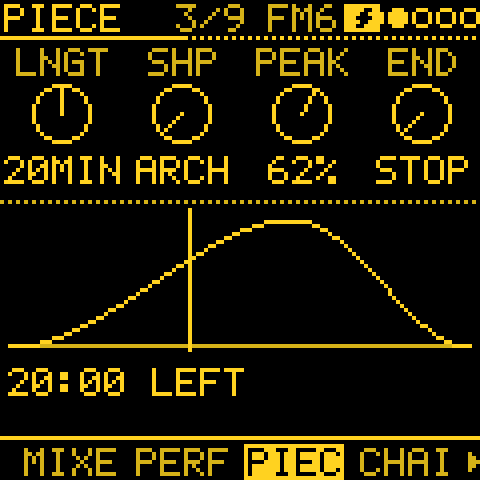 PIECE 3/9 FM6 f
LNGT SHP PEAK END
20MIN ARCH 62% STOP
20:00 LEFT
MIXE PERF PIEC CHAI